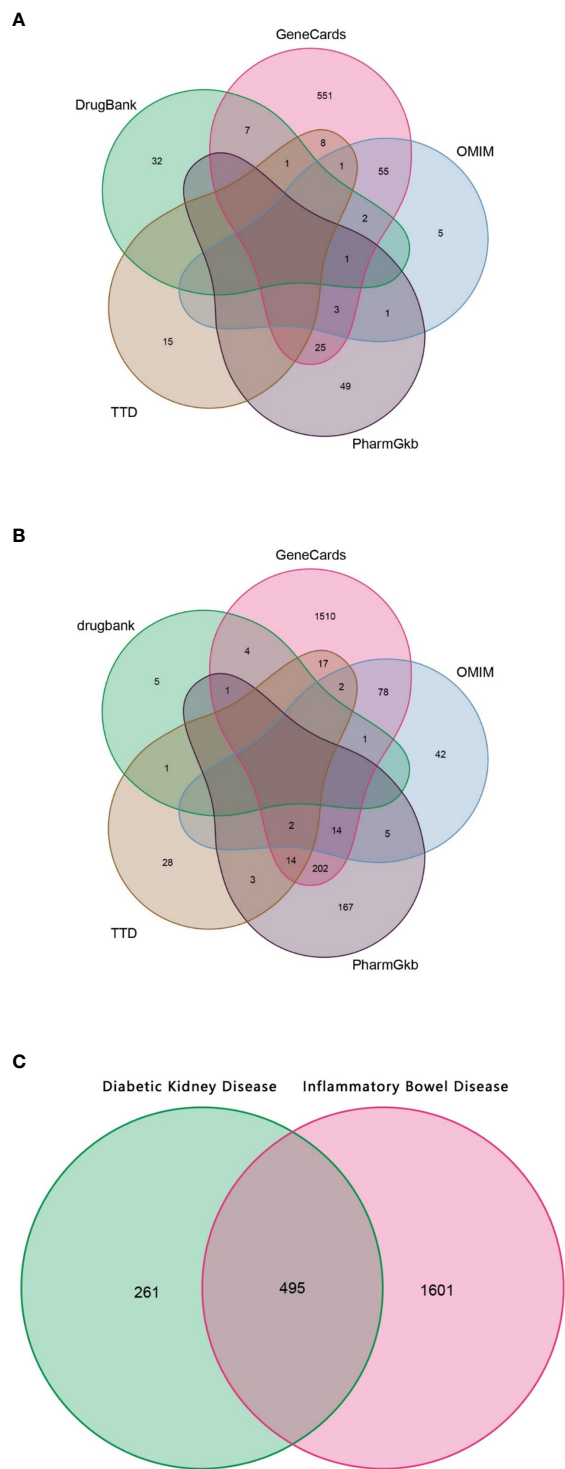 A
GeneCards
551
DrugBank
7
8
OMIM
32
1
1
55
2
5
1
3
1
15
25
49
TTD
PharmGkb
B
GeneCards
1510
drugbank
4
17
OMIM
5
1
2
78
1
42
1
2
14
5
28
14
202
3
167
TTD
PharmGkb
C
Diabetic Kidney Disease Inflammatory Bowel Disease
261 495 1601